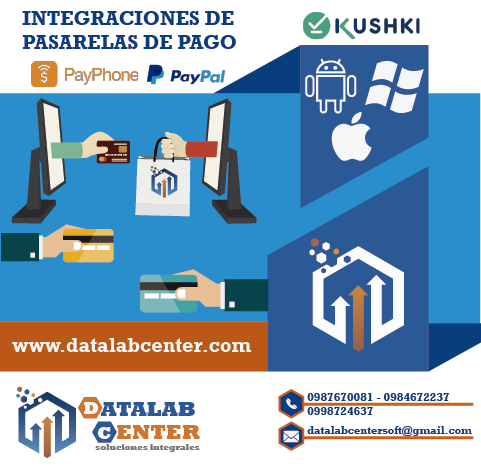 INTEGRACIONES DE
PASARELAS DE PAGO
KUSHKI
PayPhone PayPal
www.datalabcenter.com
DATALAB
CENTER
soluciones integrales
0987670081 - 0984672237
0998724637
datalabcentersoft@gmail.com